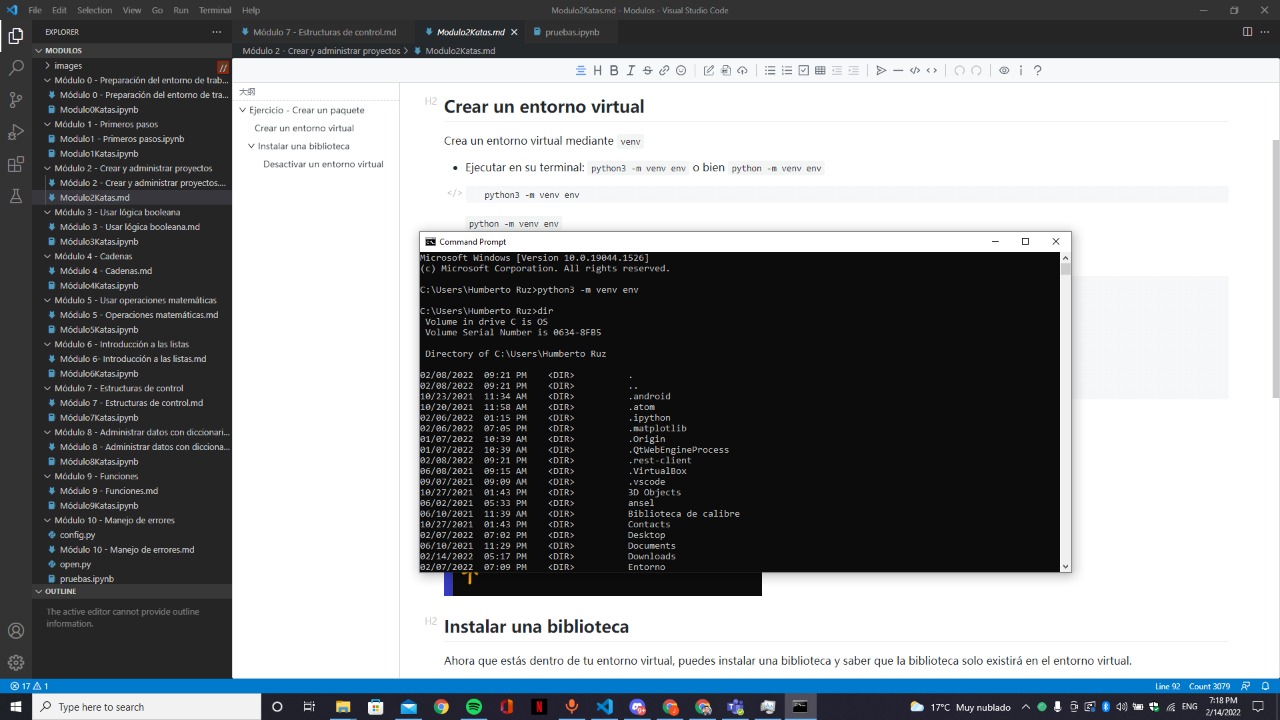 File Edit Selection View Go Run Terminal Help
Modulo2Katas.md - Modulos - Visual Studio Code
EXPLORER
MODULOS
images
Módulo 0 - Preparación del entorno de trab...
Módulo 0 - Preparación del entorno de tra...
Modulo0Katas.ipynb
Módulo 1 - Primeros pasos
Modulo1 - Primeros pasos.ipynb
Modulo1Katas.ipynb
Módulo 2 - Crear y administrar proyectos
Módulo 2 - Crear y administrar proyectos....
Modulo2Katas.md
Módulo 3 - Usar lógica booleana
Módulo 3 - Usar lógica booleana.md
Módulo3Katas.ipynb
Módulo 4 - Cadenas
Módulo 4 - Cadenas.md
Módulo4Katas.ipynb
Módulo 5 - Usar operaciones matemáticas
Módulo 5 - Operaciones matemáticas.md
Módulo5Katas.ipynb
Módulo 6 - Introducción a las listas
Módulo 6- Introducción a las listas.md
Módulo6Katas.ipynb
Módulo 7 - Estructuras de control
Módulo 7 - Estructuras de control.md
Modulo7Katas.ipynb
Módulo 8 - Administrar datos con diccionari...
Módulo 8 - Administrar datos con dicciona...
Módulo8Katas.ipynb
Módulo 9 - Funciones
Módulo 9 - Funciones.md
Módulo9Katas.ipynb
Módulo 10 - Manejo de errores
config.py
Módulo 10 - Manejo de errores.md
open.py
pruebas.ipynb
OUTLINE
The active editor cannot provide outline
information.
Módulo 7 - Estructuras de control.md
Modulo2Katas.md
pruebas.ipynb
Módulo 2 - Crear y administrar proyectos > Modulo2Katas.md
大纲
Ejercicio - Crear un paquete
Crear un entorno virtual
Instalar una biblioteca
Desactivar un entorno virtual
H2 Crear un entorno virtual
Crea un entorno virtual mediante venv
• Ejecutar en su terminal: python3 -m venv env o bien python -m venv env
</> python3 -m venv env
python -m venv env
Command Prompt
Microsoft Windows [Version 10.0.19044.1526]
(c) Microsoft Corporation. All rights reserved.
C:\Users\Humberto Ruz>python3 -m venv env
C:\Users\Humberto Ruz>dir
Volume in drive C is OS
Volume Serial Number is 0634-8FB5
Directory of C:\Users\Humberto Ruz
02/08/2022 09:21 PM <DIR> .
02/08/2022 09:21 PM <DIR> ..
10/23/2021 11:34 AM <DIR> .android
10/20/2021 11:58 AM <DIR> .atom
02/06/2022 01:15 PM <DIR> .ipython
02/06/2022 07:05 PM <DIR> .matplotlib
01/07/2022 10:39 AM <DIR> .Origin
01/07/2022 10:39 AM <DIR> .QtWebEngineProcess
02/08/2022 09:21 PM <DIR> .rest-client
06/08/2021 09:15 AM <DIR> .VirtualBox
09/07/2021 09:09 AM <DIR> .vscode
10/27/2021 01:43 PM <DIR> 3D Objects
06/02/2021 05:33 PM <DIR> ansel
06/10/2021 11:39 AM <DIR> Biblioteca de calibre
10/27/2021 01:43 PM <DIR> Contacts
02/07/2022 07:02 PM <DIR> Desktop
06/10/2021 11:29 PM <DIR> Documents
02/14/2022 05:17 PM <DIR> Downloads
02/07/2022 07:09 PM <DIR> Entorno
H2 Instalar una biblioteca
Ahora que estás dentro de tu entorno virtual, puedes instalar una biblioteca y saber que la biblioteca solo existirá en el entorno virtual.
17 1
Line 92 Count 3079
Type here to search
17°C Muy nublado
ENG
7:18 PM
2/14/2022